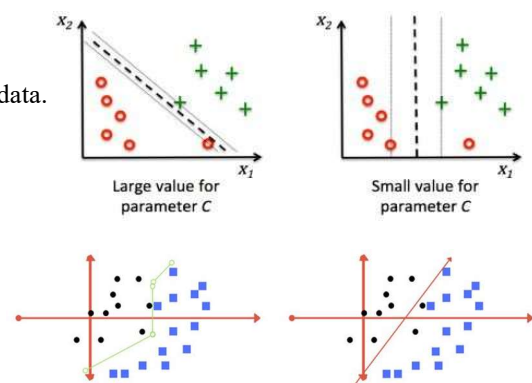 x₂
x₂
data.
x₁
x₁
Large value for
parameter C
Small value for
parameter C